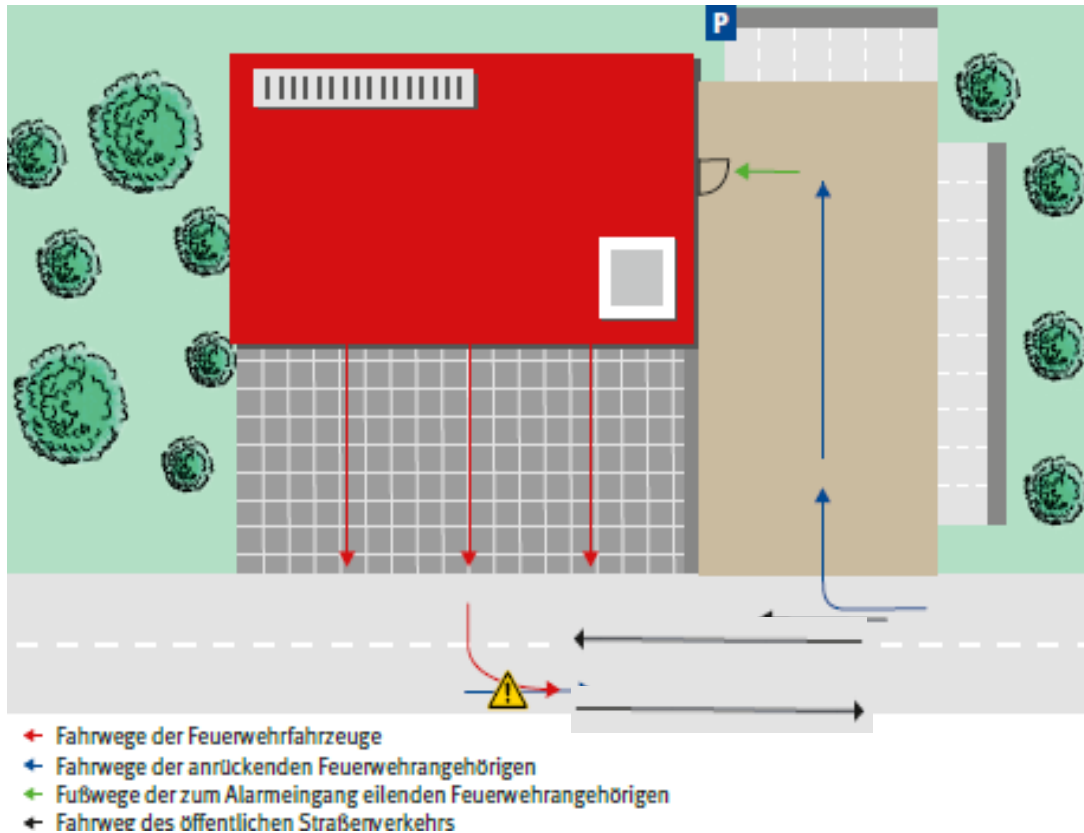 P
Fahrwege der Feuerwehrfahrzeuge
Fahrwege der anrückenden Feuerwehrangehörigen
Fußwege der zum Alarmeingang eilenden Feuerwehrangehörigen
Fahrweg des öffentlichen Straßenverkehrs